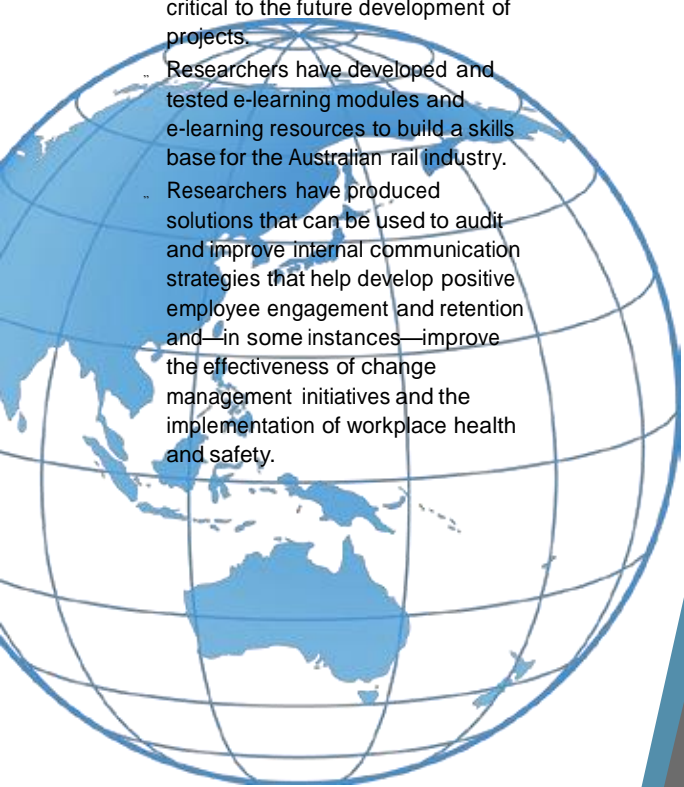 critical to the future development of
projects.
Researchers have developed and
tested e-learning modules and
e-learning resources to build a skills
base for the Australian rail industry.
Researchers have produced
solutions that can be used to audit
and improve internal communication
strategies that help develop positive
employee engagement and retention
and—in some instances—improve
the effectiveness of change
management initiatives and the
implementation of workplace health
and safety.